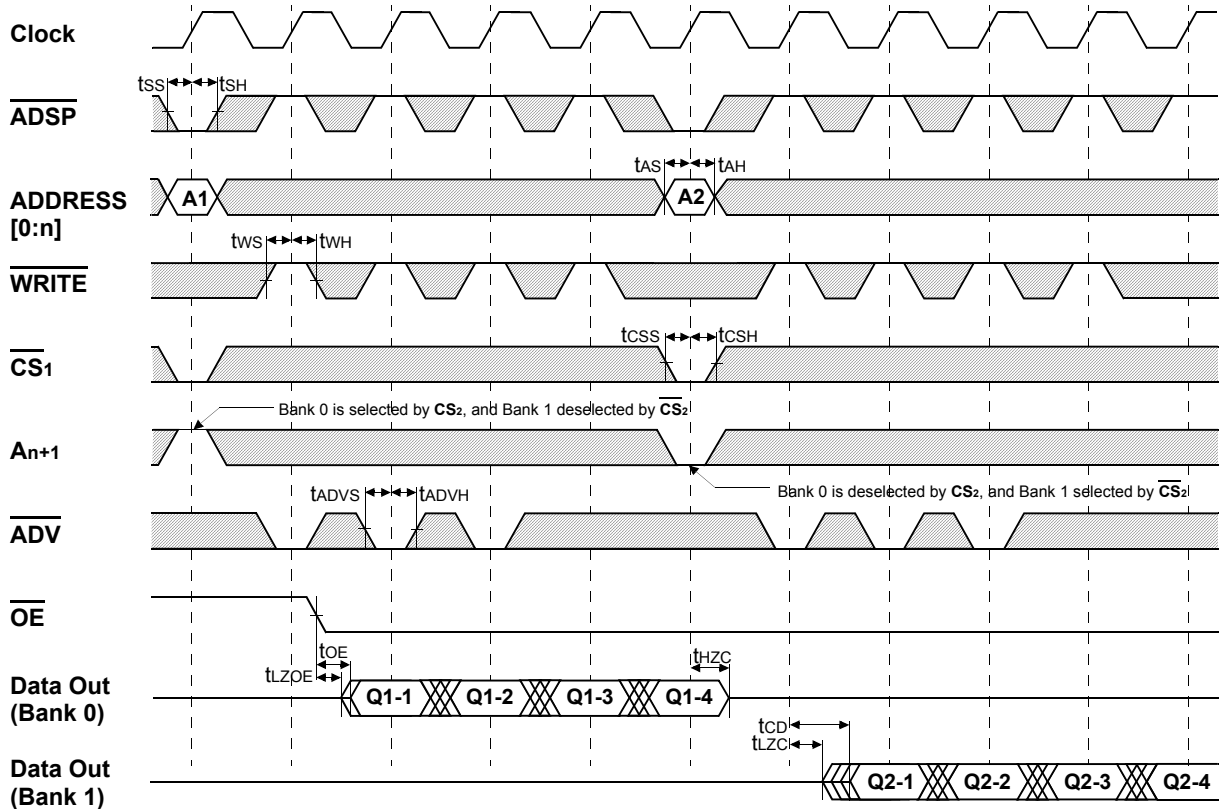 Clock
tSS tSH
ADSP
tAS tAH
ADDRESS
[0:n]
A1 A2
tWS tWH
WRITE
tCSS tCSH
CS1
Bank 0 is selected by CS2, and Bank 1 deselected by CS2
An+1
Bank 0 is deselected by CS2, and Bank 1 selected by CS2
tADVS tADVH
ADV
OE
tOE
tLZOE
tHZC
Data Out
(Bank 0)
Q1-1 Q1-2 Q1-3 Q1-4
tCD
tLZC
Data Out
(Bank 1)
Q2-1 Q2-2 Q2-3 Q2-4